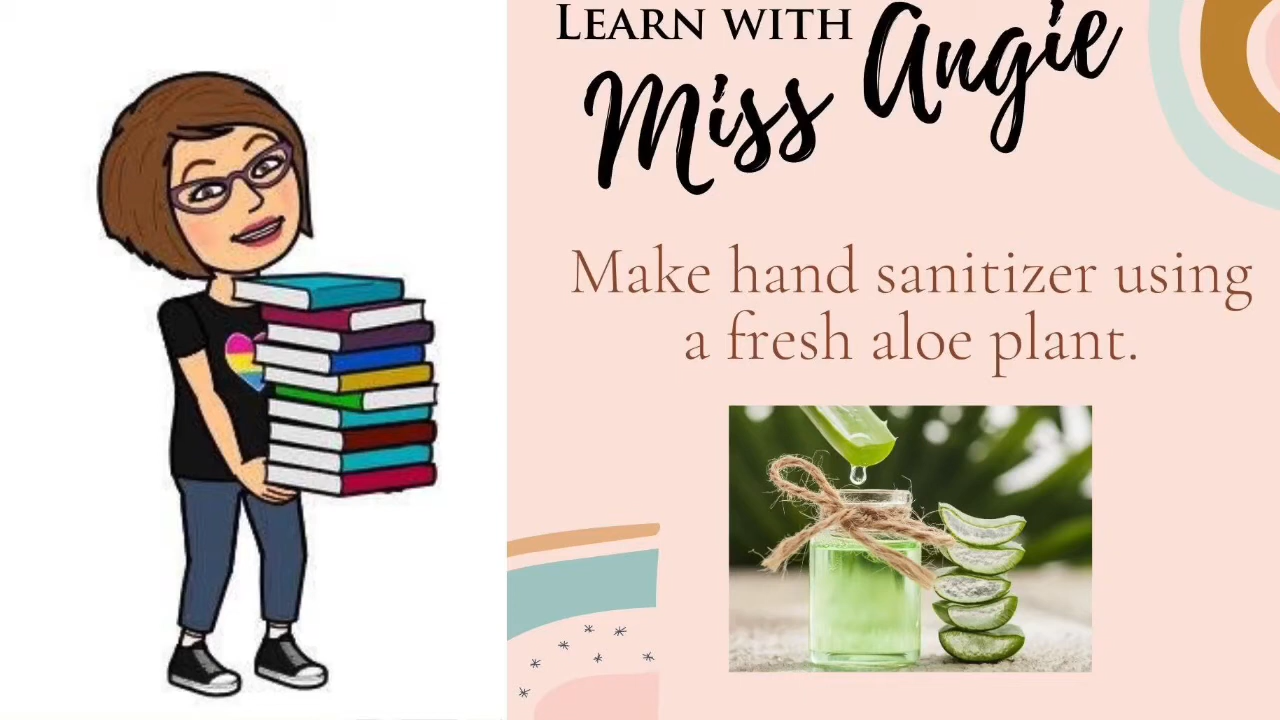 Learn with
Miss Angie
Make hand sanitizer using
a fresh aloe plant.